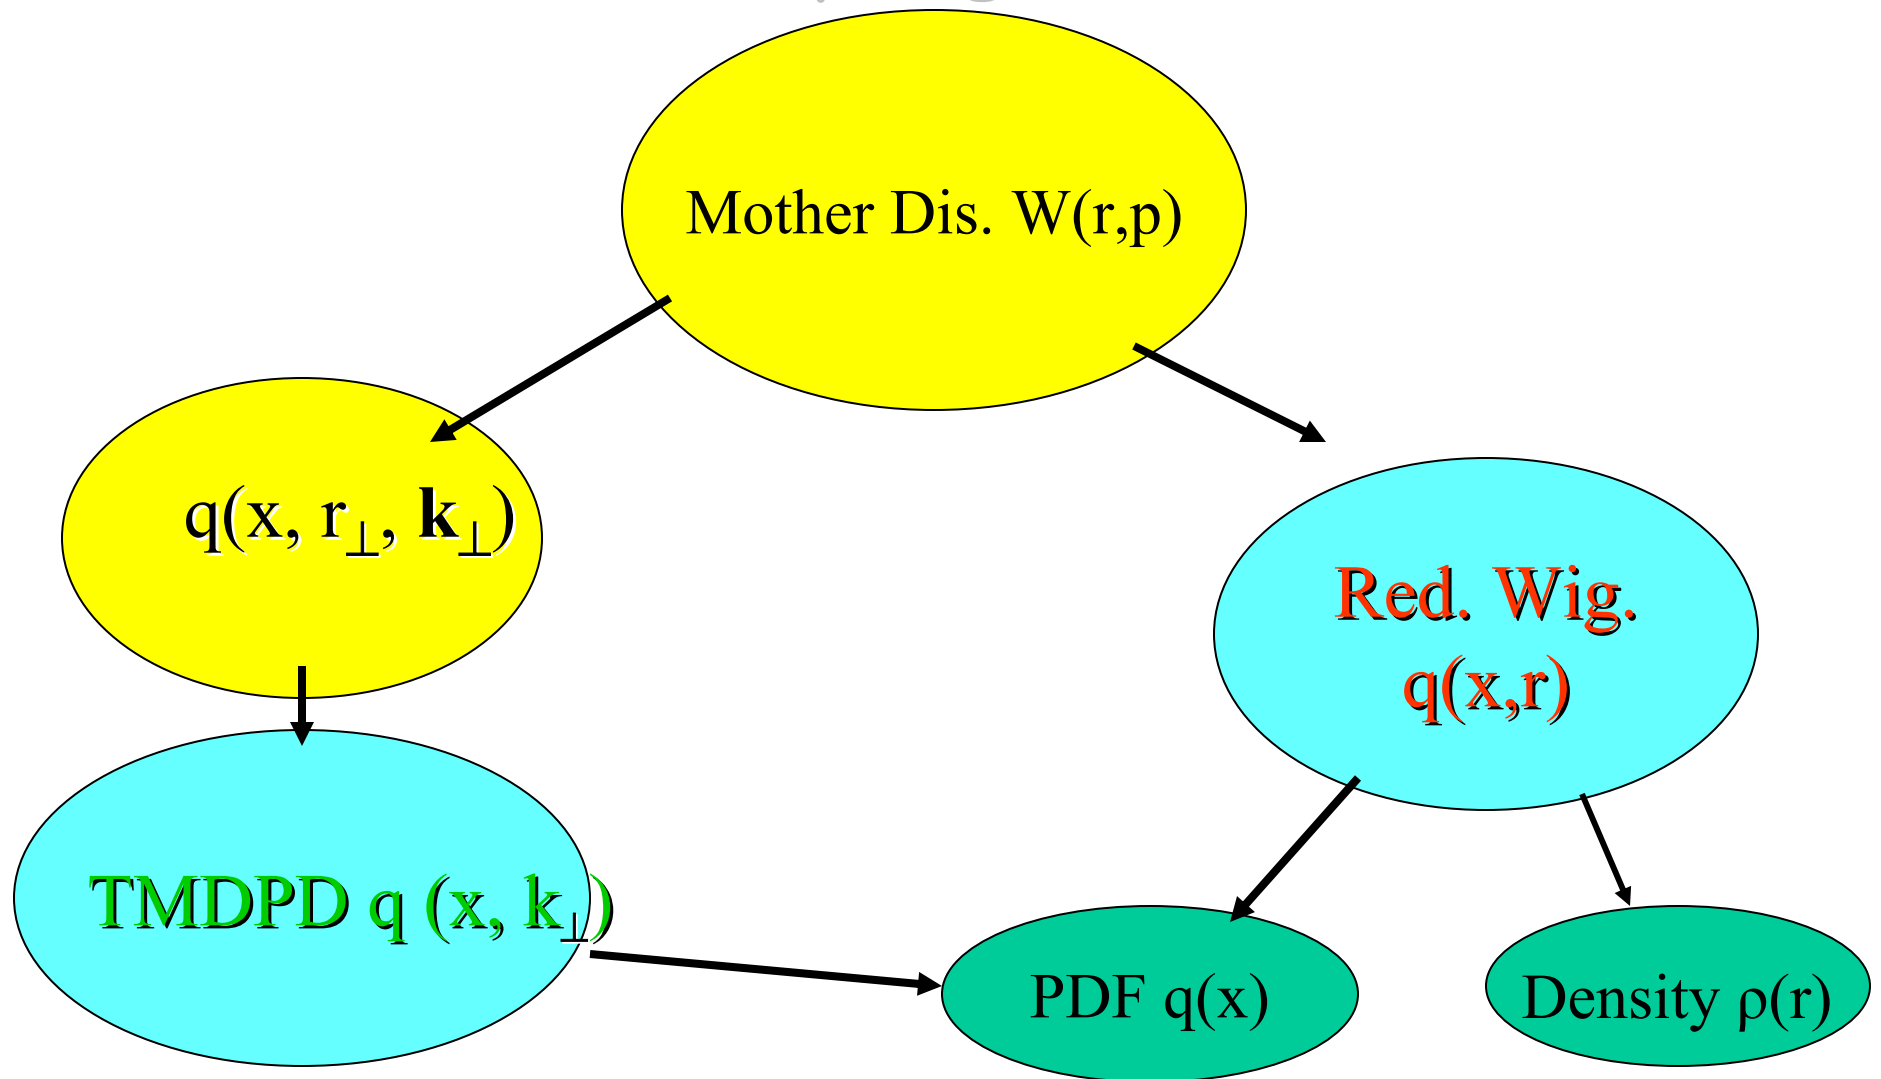 Mother Dis. W(r,p)
q(x, r⊥, k⊥)
Red. Wig.
q(x,r)
TMDPD q (x, k⊥)
PDF q(x)
Density ρ(r)